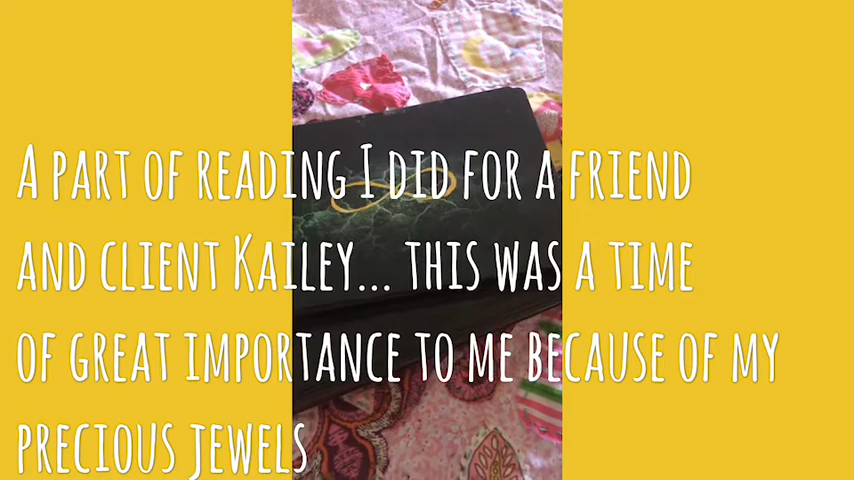 A part of reading I did for a friend
and client Kailey... this was a time
of great importance to me because of my
precious jewels